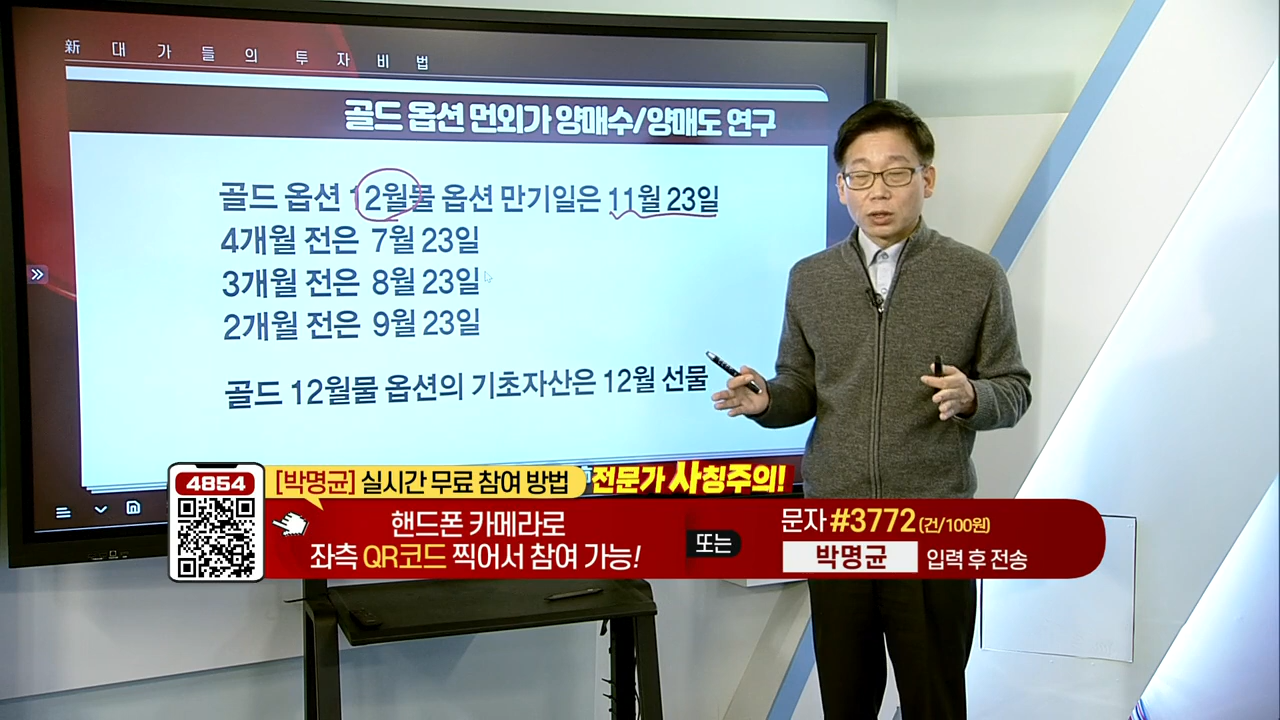 新 대가들의 투자비법
골드 옵션 먼외가 양매수/양매도 연구
골드 옵션 12월물 옵션 만기일은 11월 23일
4개월 전은 7월 23일
3개월 전은 8월 23일
2개월 전은 9월 23일
골드 12월물 옵션의 기초자산은 12월 선물
4854
[박명균] 실시간 무료 참여 방법
전문가 사칭주의!
핸드폰 카메라로
좌측 QR코드 찍어서 참여 가능!
또는
문자 #3772 (건/100원)
박명균 입력 후 전송